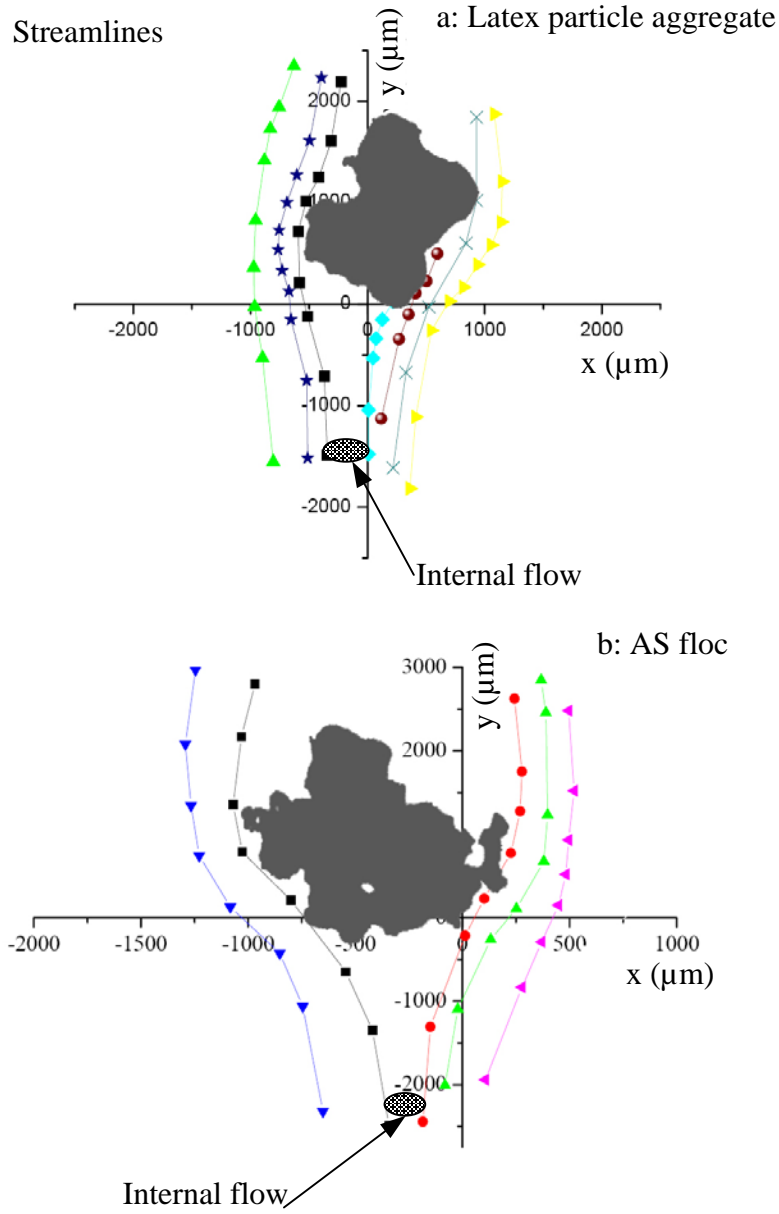 Streamlines
a: Latex particle aggregate
y (µm)
2000
1000
-2000 -1000 0 1000 2000
0
x (µm)
-1000
-2000
Internal flow
b: AS floc
3000
y (µm)
2000
-2000 -1500 -1000 -500 0 500 1000
0
x (µm)
-1000
-2000
Internal flow